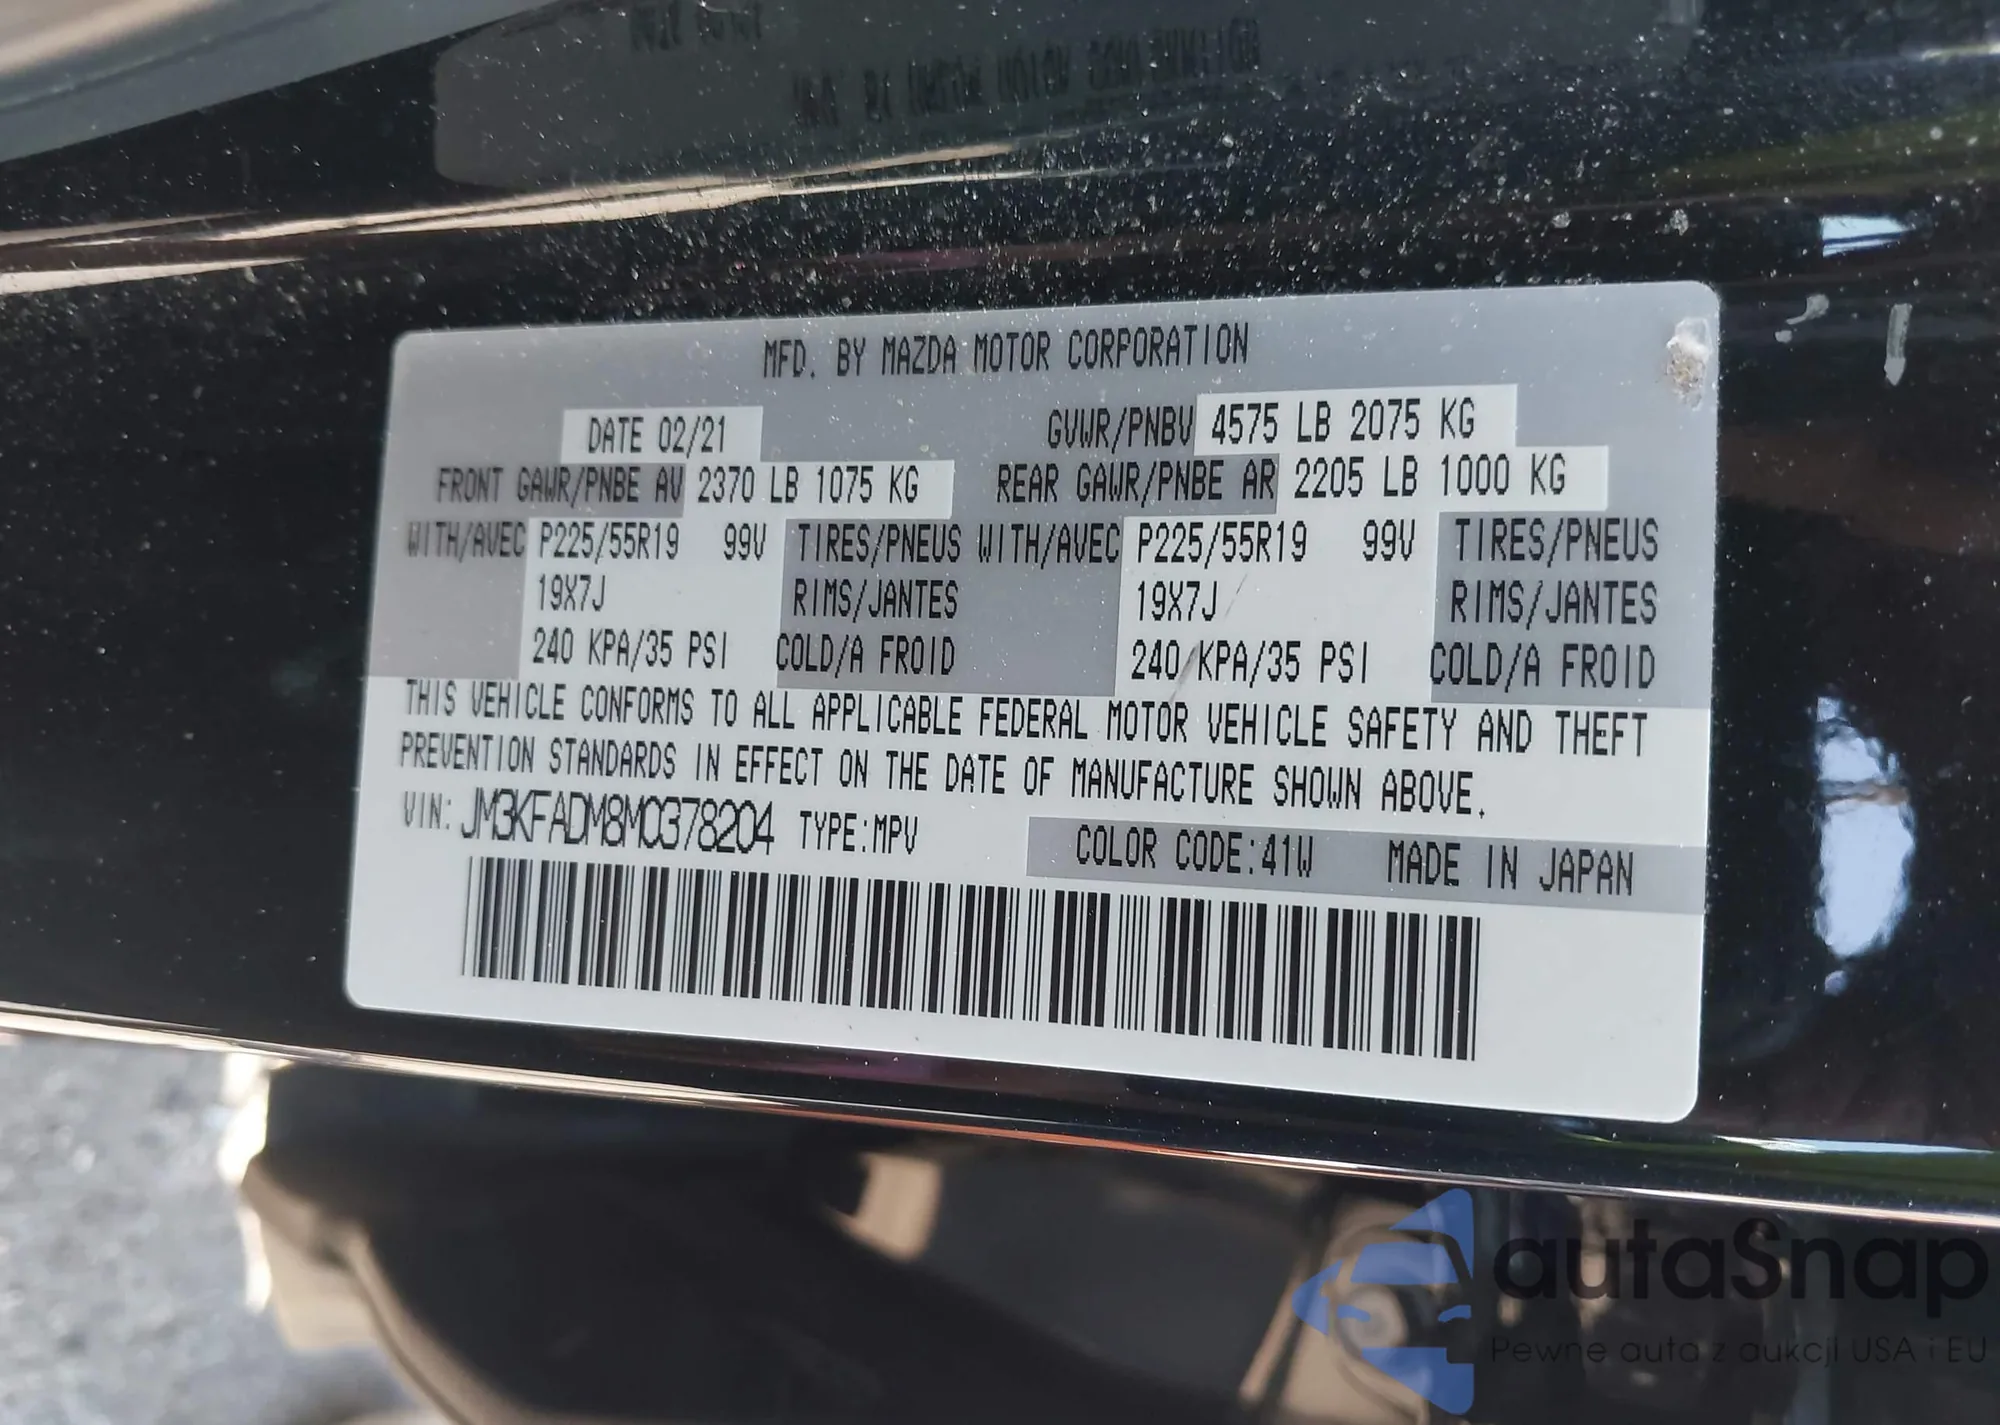 MFD. BY MAZDA MOTOR CORPORATION
DATE 02/21 GVWR/PNBV 4575 LB 2075 KG
FRONT GAWR/PNBE AV 2370 LB 1075 KG REAR GAWR/PNBE AR 2205 LB 1000 KG
WITH/AVEC P225/55R19 99V TIRES/PNEUS WITH/AVEC P225/55R19 99V TIRES/PNEUS
19X7J RIMS/JANTES 19X7J RIMS/JANTES
240 KPA/35 PSI COLD/A FROID 240 KPA/35 PSI COLD/A FROID
THIS VEHICLE CONFORMS TO ALL APPLICABLE FEDERAL MOTOR VEHICLE SAFETY AND THEFT
PREVENTION STANDARDS IN EFFECT ON THE DATE OF MANUFACTURE SHOWN ABOVE.
VIN: JM3KFADM8M0378204 TYPE:MPV COLOR CODE:41W MADE IN JAPAN
autaSnap
Pewne auta z aukcji USA i EU